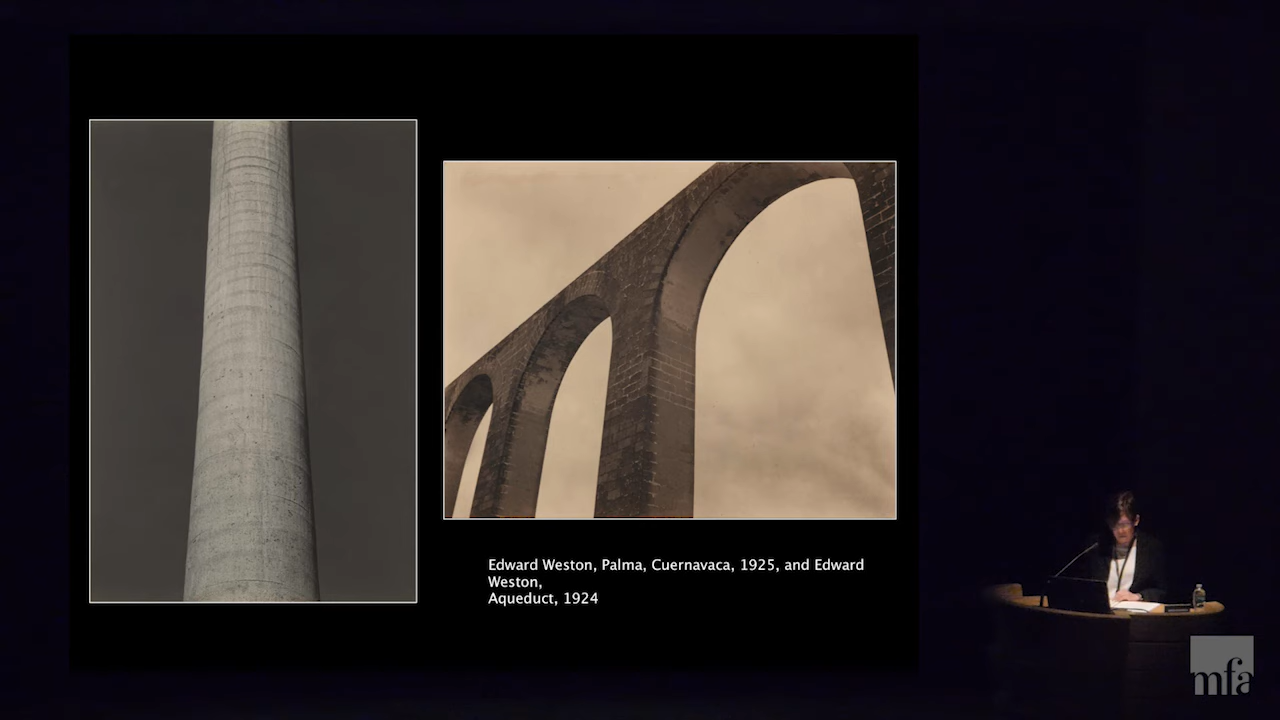 Edward Weston, Palma, Cuernavaca, 1925, and Edward
Weston,
Aqueduct, 1924
mfa